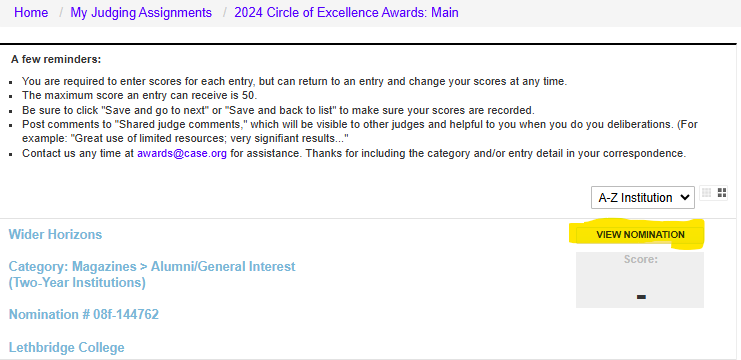 Home / My Judging Assignments / 2024 Circle of Excellence Awards: Main
A few reminders:
▪ You are required to enter scores for each entry, but can return to an entry and change your scores at any time.
▪ The maximum score an entry can receive is 50.
▪ Be sure to click "Save and go to next" or "Save and back to list" to make sure your scores are recorded.
▪ Post comments to "Shared judge comments," which will be visible to other judges and helpful to you when you do you deliberations. (For
example: "Great use of limited resources; very signifiant results..."
▪ Contact us any time at awards@case.org for assistance. Thanks for including the category and/or entry detail in your correspondence.
A-Z Institution
Wider Horizons
VIEW NOMINATION
Score:
-
Category: Magazines > Alumni/General Interest
(Two-Year Institutions)
Nomination # 08f-144762
Lethbridge College